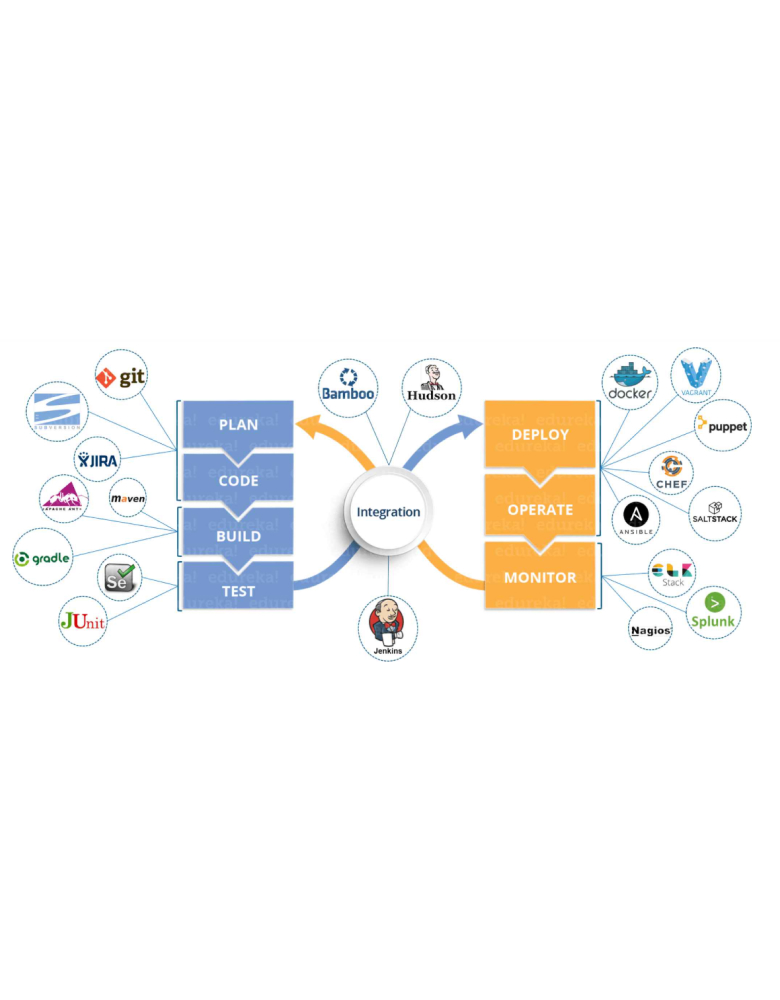 git
SUBVERSION
JIRA
APACHE ANT
maven
gradle
Se
JUnit
PLAN
CODE
BUILD
TEST
Bamboo
Hudson
Integration
Jenkins
DEPLOY
OPERATE
MONITOR
docker
VAGRANT
puppet
CHEF
ANSIBLE
SALTSTACK
ELK
Stack
Splunk
Nagios
edureka!